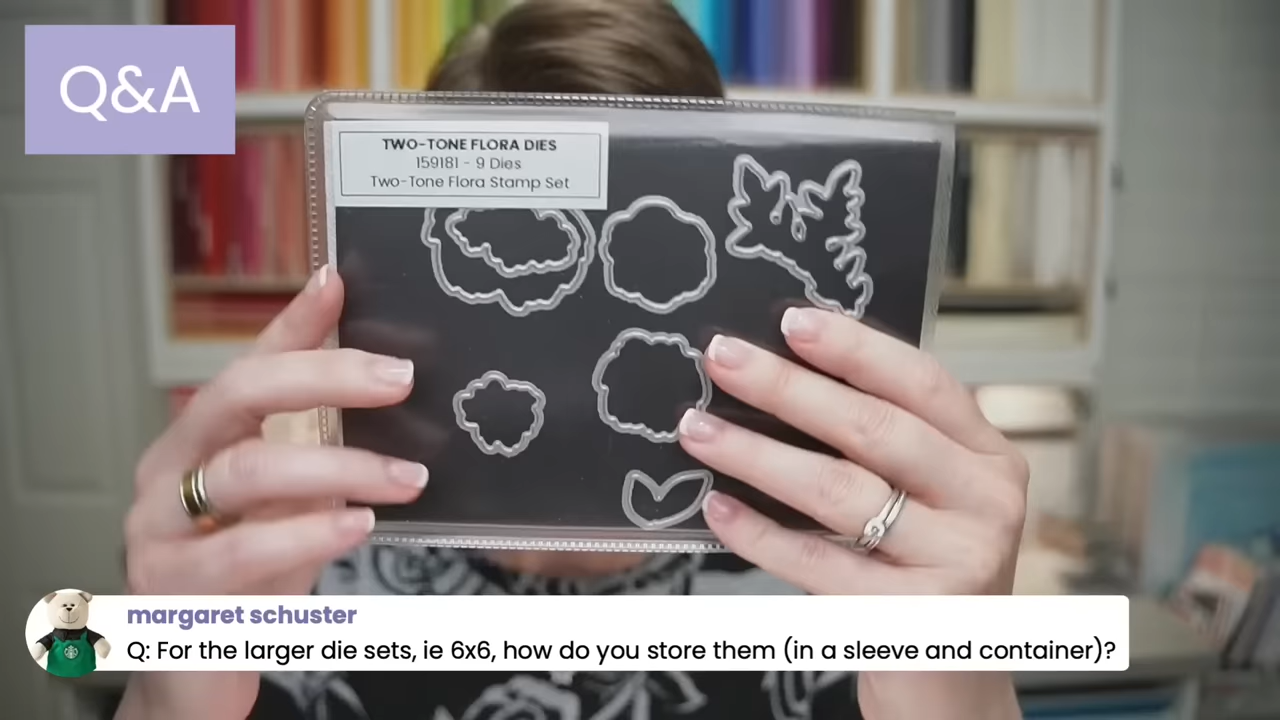 Q&A
TWO-TONE FLORA DIES
159181 - 9 Dies
Two-Tone Flora Stamp Set
margaret schuster
Q: For the larger die sets, ie 6x6, how do you store them (in a sleeve and container)?